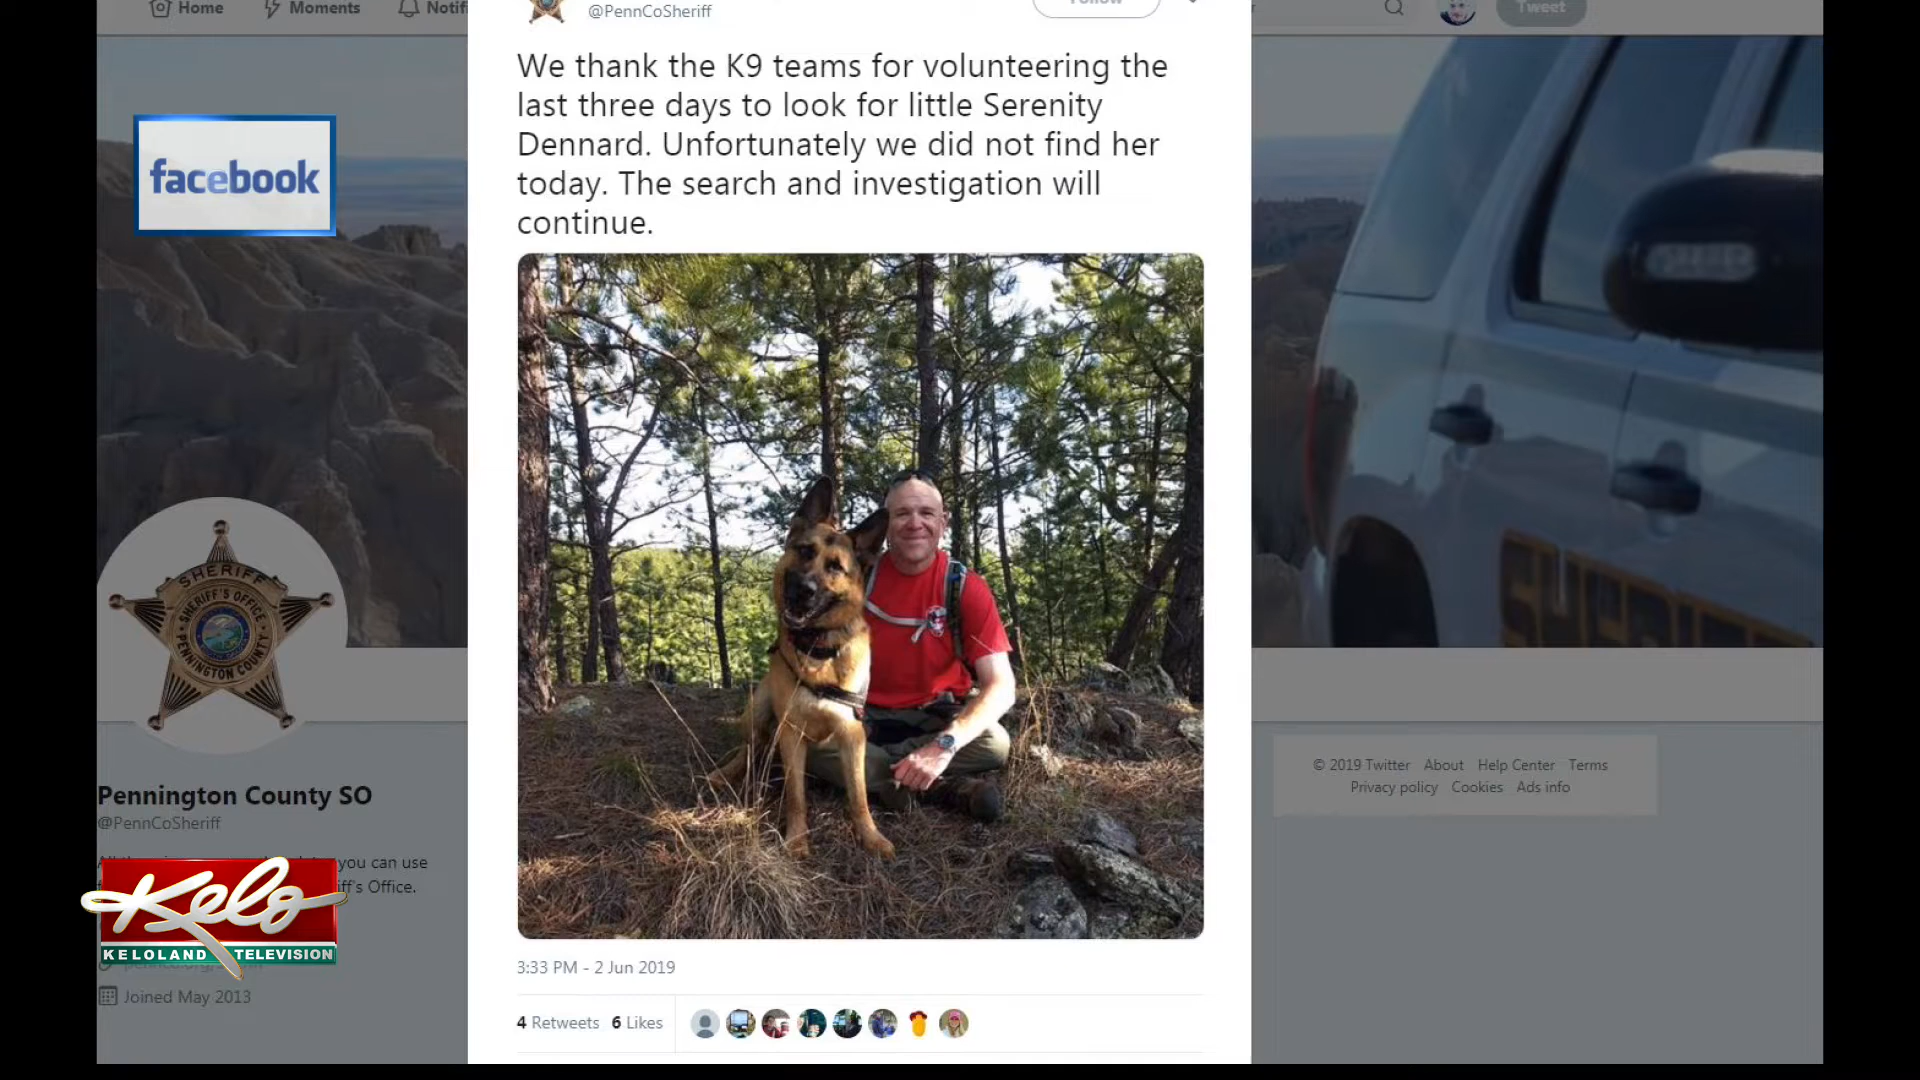 Home
Moments
Notif
@PennCoSheriff
Follow
Tweet
We thank the K9 teams for volunteering the
last three days to look for little Serenity
Dennard. Unfortunately we did not find her
today. The search and investigation will
continue.
facebook
SHERIFF
SHERIFF'S OFFICE
PENNINGTON COUNTY
Pennington County SO
@PennCoSheriff
you can use
iff's Office.
Kelo
KELOLAND TELEVISION
Joined May 2013
3:33 PM - 2 Jun 2019
4 Retweets 6 Likes
© 2019 Twitter About Help Center Terms
Privacy policy Cookies Ads info